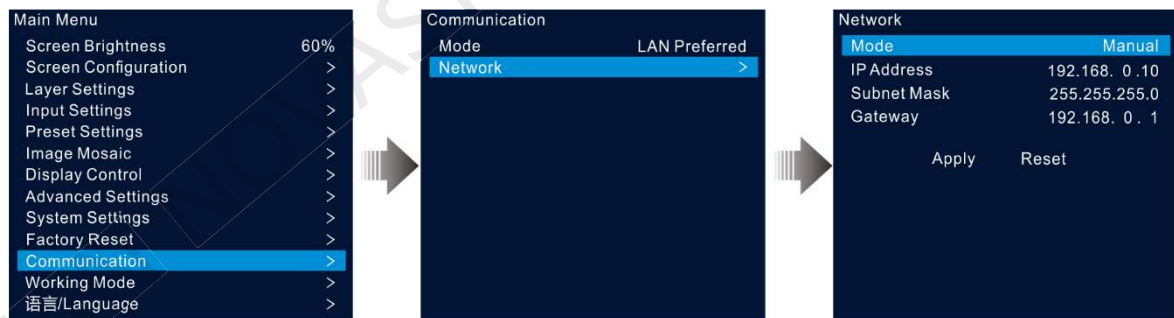 Main Menu
Screen Brightness 60%
Screen Configuration >
Layer Settings >
Input Settings >
Preset Settings >
Image Mosaic >
Display Control >
Advanced Settings >
System Settings >
Factory Reset >
Communication >
Working Mode >
语言/Language >
Communication
Mode LAN Preferred
Network >
Network
Mode Manual
IP Address 192.168. 0 .10
Subnet Mask 255.255.255.0
Gateway 192.168. 0 . 1
Apply Reset